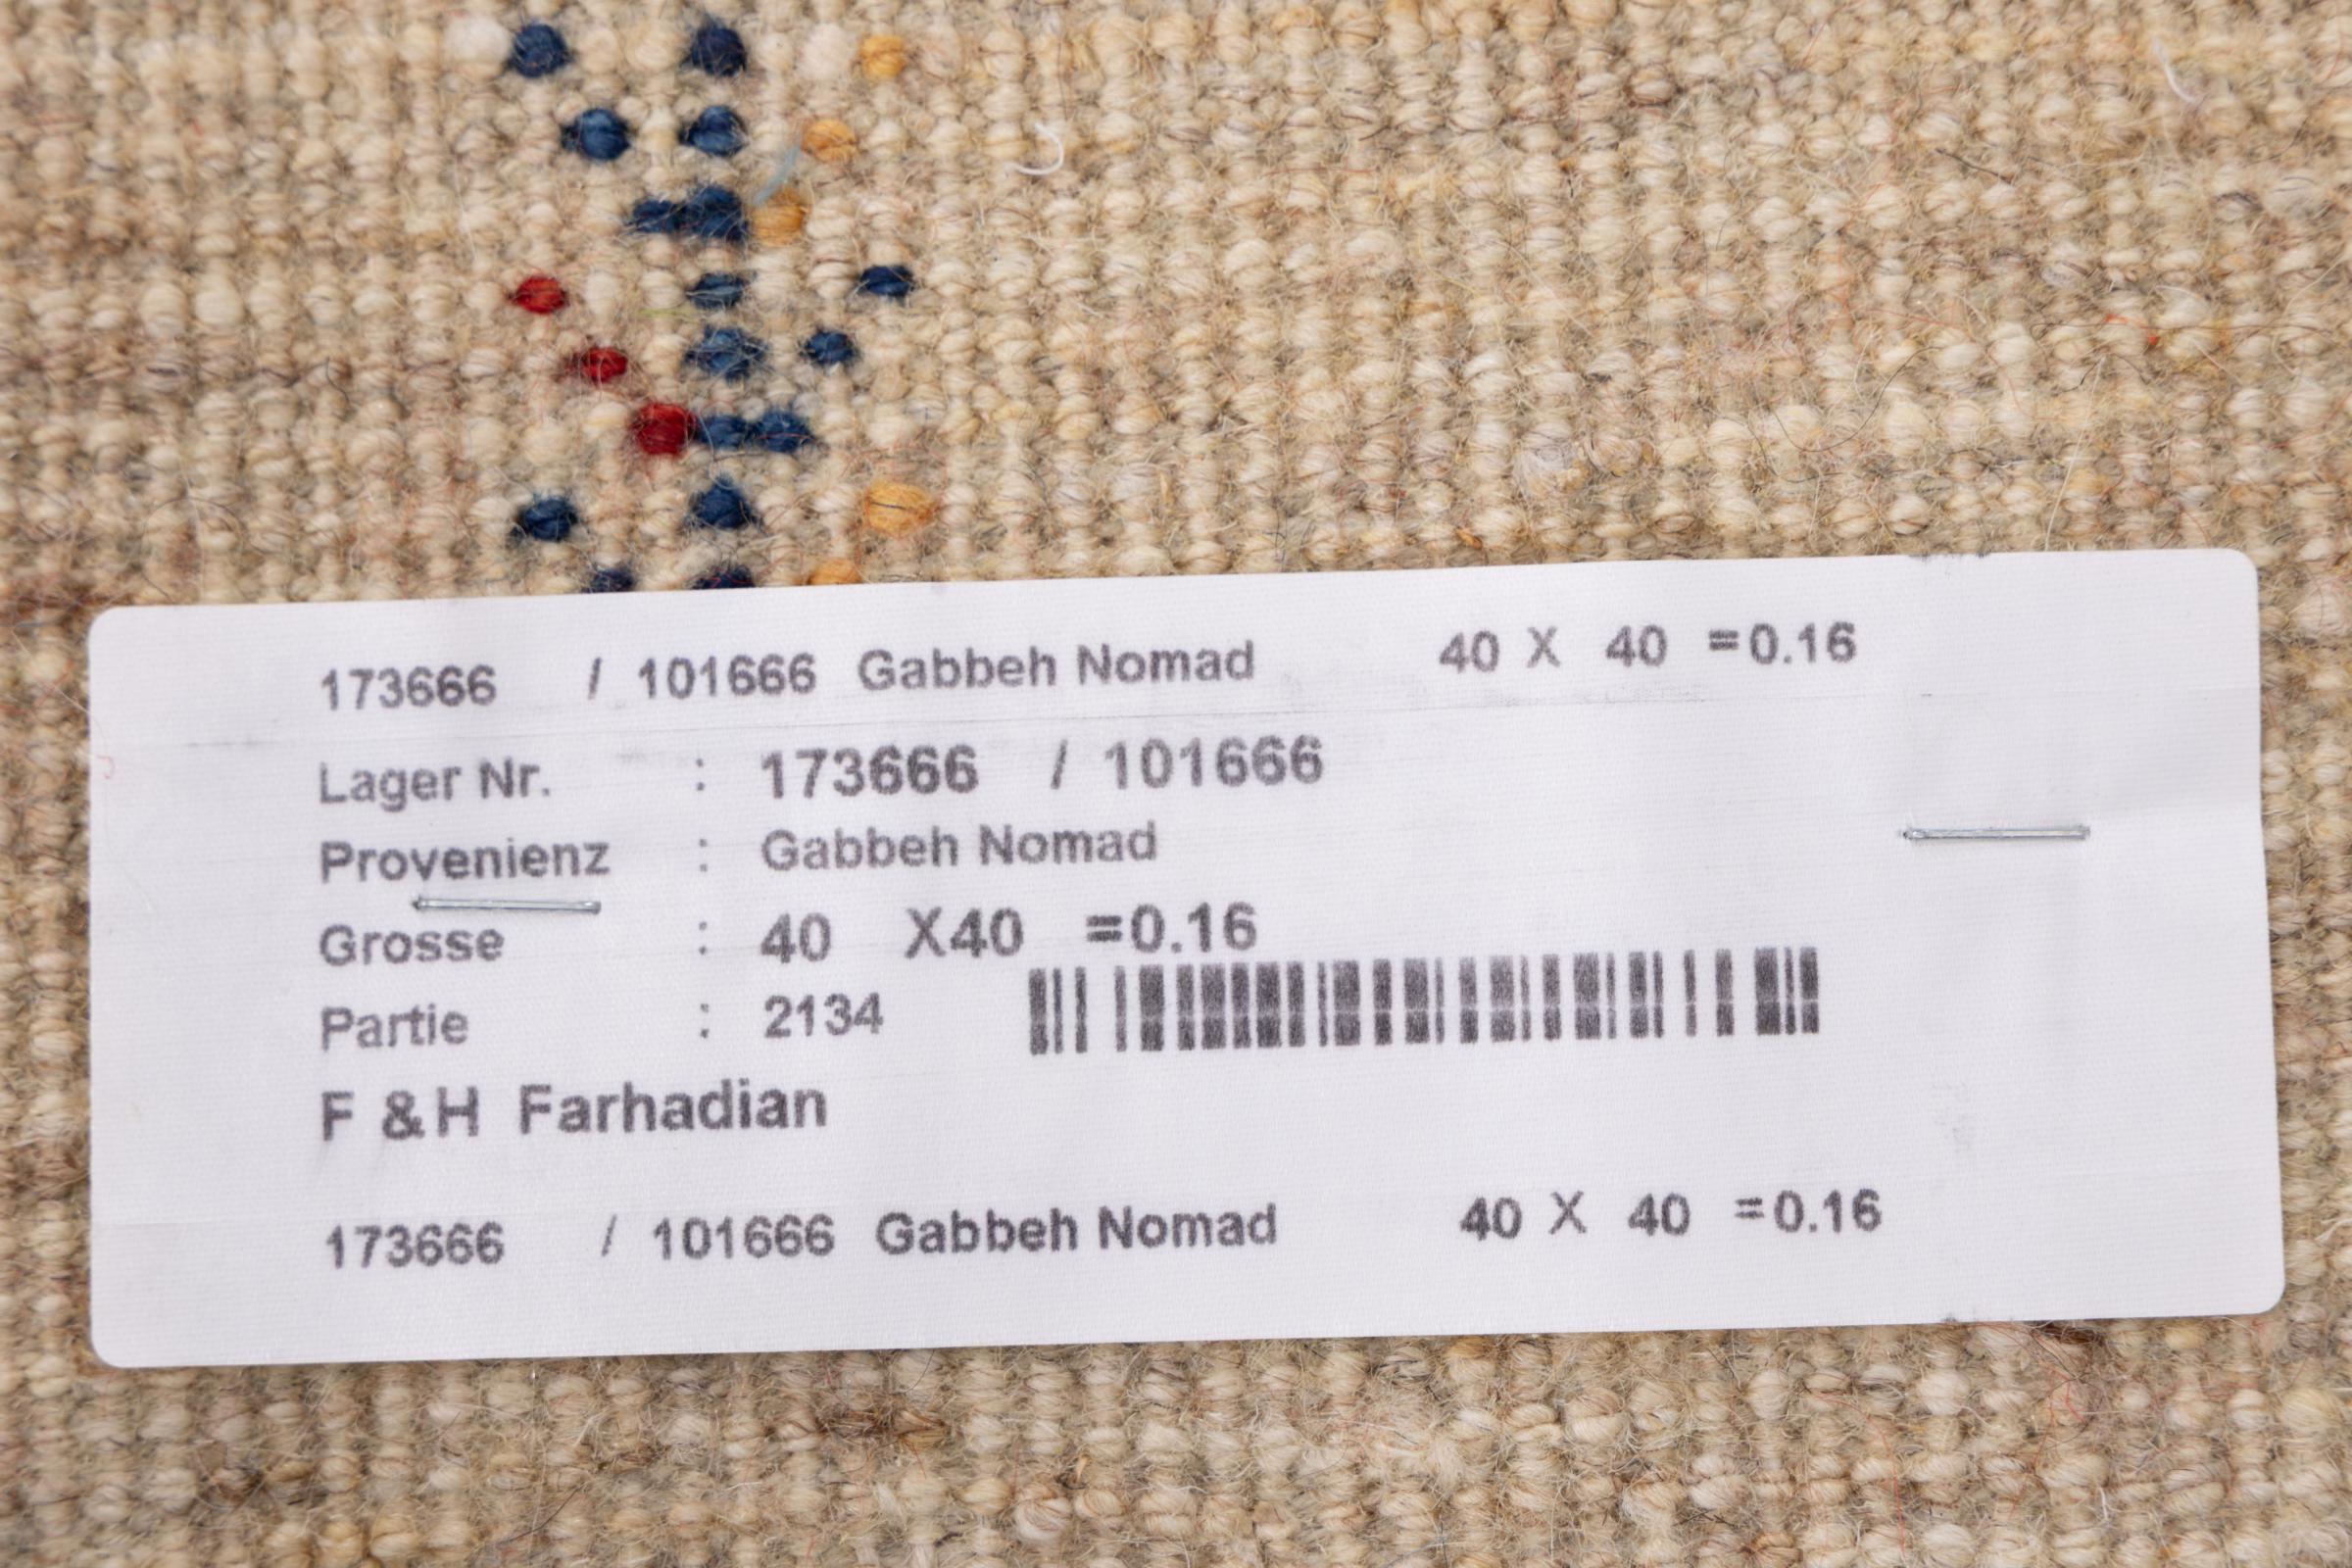 173666 / 101666 Gabbeh Nomad 40 X 40 =0.16
Lager Nr. : 173666 / 101666
Provenienz : Gabbeh Nomad
Grosse : 40 X40 =0.16
Partie : 2134
F &H Farhadian
173666 / 101666 Gabbeh Nomad 40 X 40 =0.16